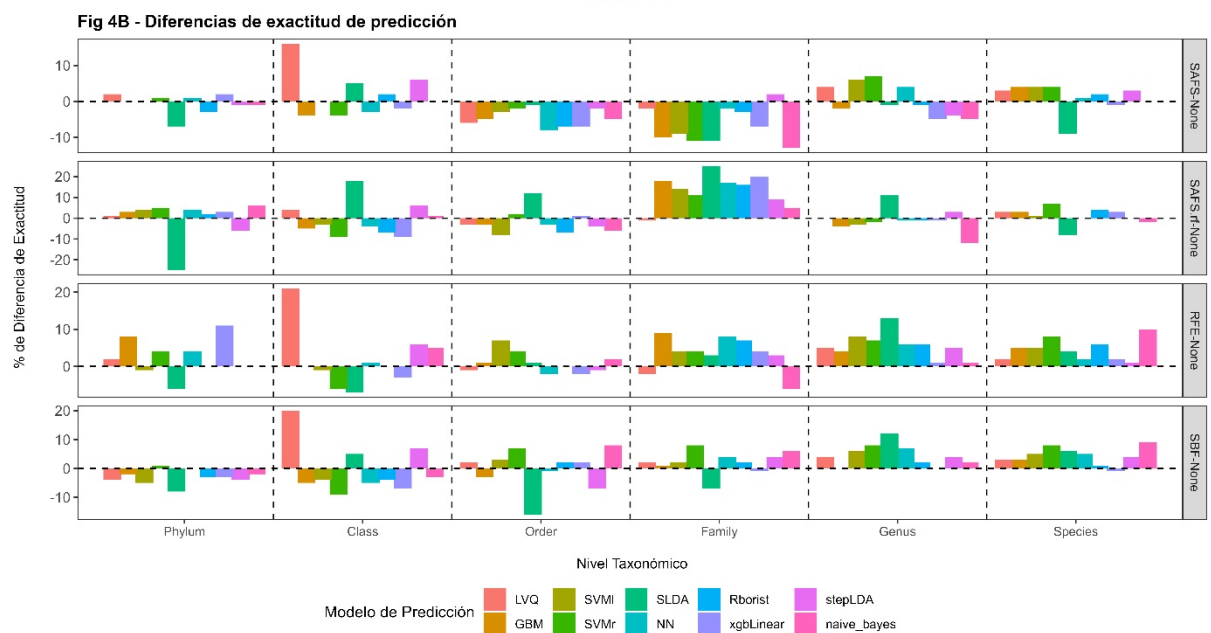 Fig 4B - Diferencias de exactitud de predicción
% de Diferencia de Exactitud
10
0
-10
SAFS-None
20
10
0
-10
-20
SAFS.rf-None
20
10
0
RFE-None
20
10
0
-10
SBF-None
Phylum Class Order Family Genus Species
Nivel Taxonómico
Modelo de Predicción
LVQ SVMl SLDA Rborist stepLDA
GBM SVMr NN xgbLinear naive_bayes